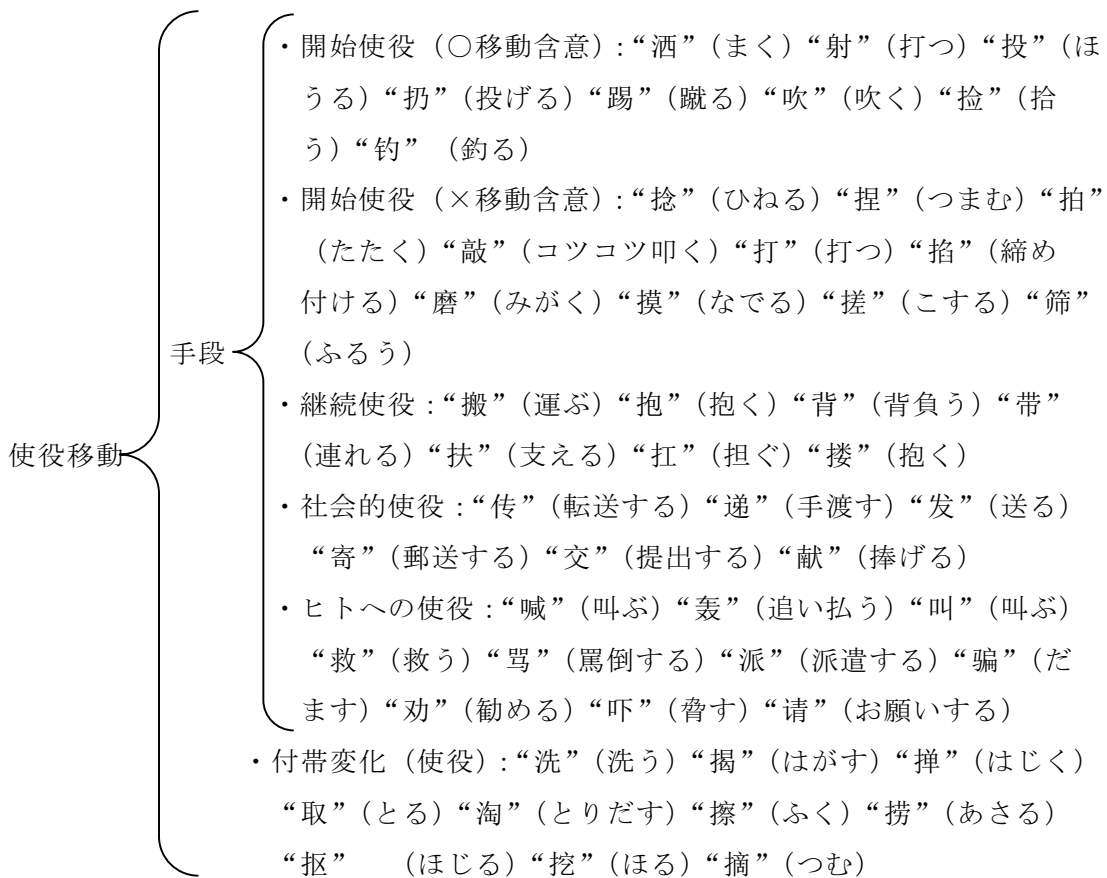 ・開始使役（○移動含意）:“洒”（まく）“射”（打つ）“投”（ほ
うる）“扔”（投げる）“踢”（蹴る）“吹”（吹く）“捡”（拾
う）“钓” （釣る）
・開始使役（×移動含意）:“捻”（ひねる）“捏”（つまむ）“拍”
（たたく）“敲”（コツコツ叩く）“打”（打つ）“掐”（締め
付ける）“磨”（みがく）“摸”（なでる）“搓”（こする）“筛”
手段 （ふるう）
・継続使役:“搬”（運ぶ）“抱”（抱く）“背”（背負う）“带”
使役移動 （連れる）“扶”（支える）“扛”（担ぐ）“搂”（抱く）
・社会的使役:“传”（転送する）“递”（手渡す）“发”（送る）
“寄”（郵送する）“交”（提出する）“献”（捧げる）
・ヒトへの使役:“喊”（叫ぶ）“轰”（追い払う）“叫”（叫ぶ）
“救”（救う）“骂”（罵倒する）“派”（派遣する）“骗”（だ
ます）“劝”（勧める）“吓”（脅す）“请”（お願いする）
・付帯変化（使役）:“洗”（洗う）“揭”（はがす）“掸”（はじく）
“取”（とる）“淘”（とりだす）“擦”（ふく）“捞”（あさる）
“抠” （ほじる）“挖”（ほる）“摘”（つむ）